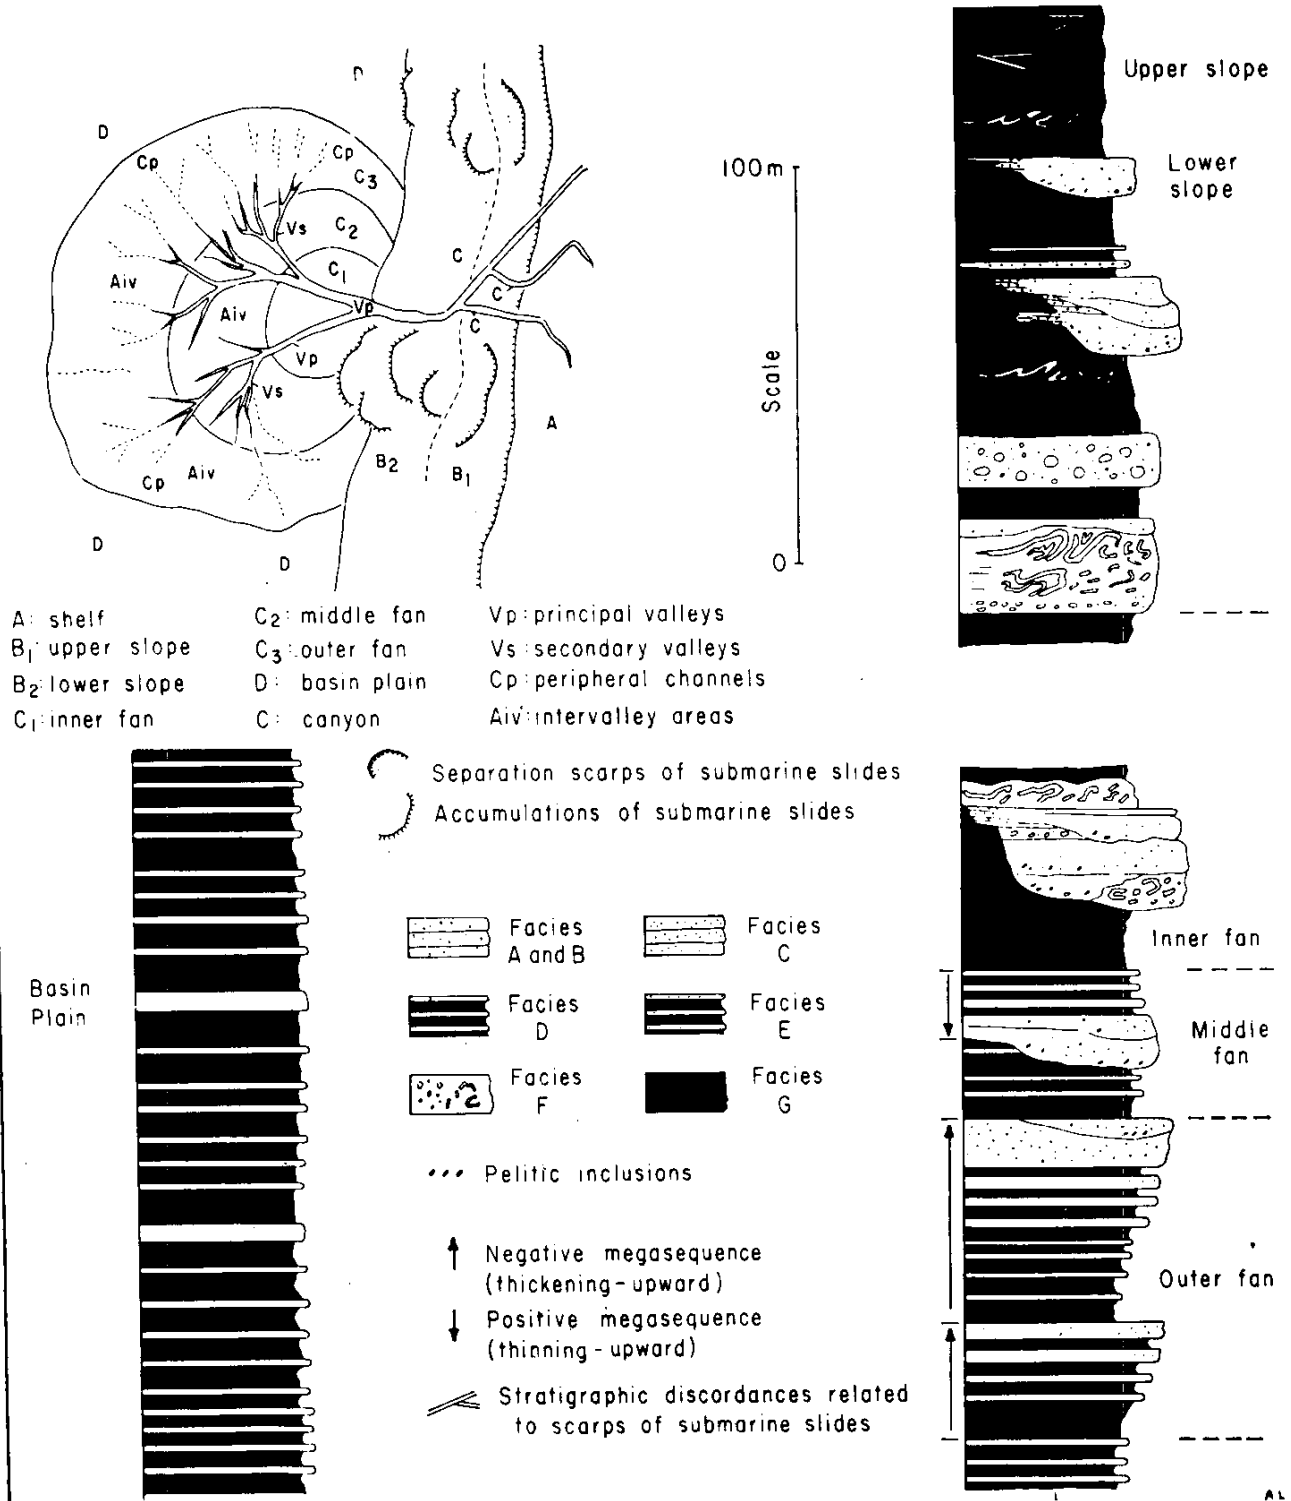 D
D
Cp
Cp
C3
Vs
C2
C1
C
C
C
Aiv
Aiv
Vp
Vp
Vs
A
B2
B1
Aiv
Cp
D
D
100m
Scale
0
Upper slope
Lower
slope
A: shelf
B1: upper slope
B2: lower slope
C1: inner fan
C2: middle fan
C3: outer fan
D: basin plain
C: canyon
Vp: principal valleys
Vs: secondary valleys
Cp: peripheral channels
Aiv: intervalley areas
Separation scarps of submarine slides
Accumulations of submarine slides
Basin
Plain
Facies
A and B
Facies
C
Facies
D
Facies
E
Facies
F
Facies
G
Pelitic inclusions
Negative megasequence
(thickening-upward)
Positive megasequence
(thinning-upward)
Stratigraphic discordances related
to scarps of submarine slides
Inner fan
Middle
fan
Outer fan
AL